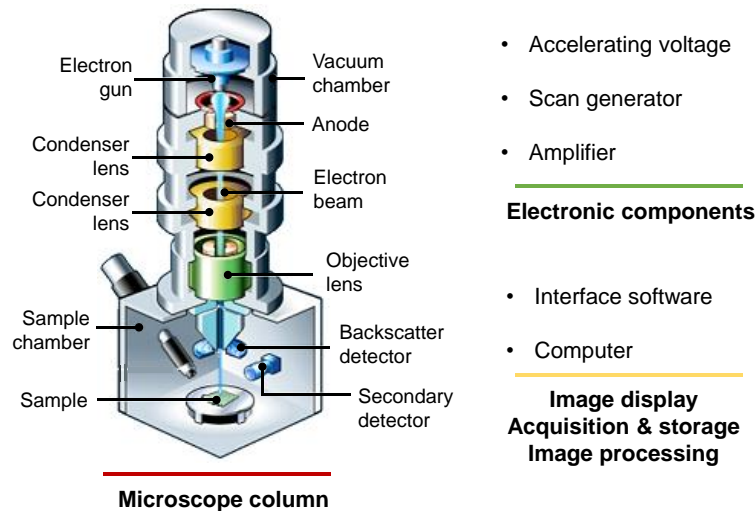 Electron
gun
Vacuum
chamber
Anode
Condenser
lens
Electron
beam
Condenser
lens
Objective
lens
Sample
chamber
Backscatter
detector
Sample
Secondary
detector
Microscope column
• Accelerating voltage
• Scan generator
• Amplifier
Electronic components
• Interface software
• Computer
Image display
Acquisition & storage
Image processing